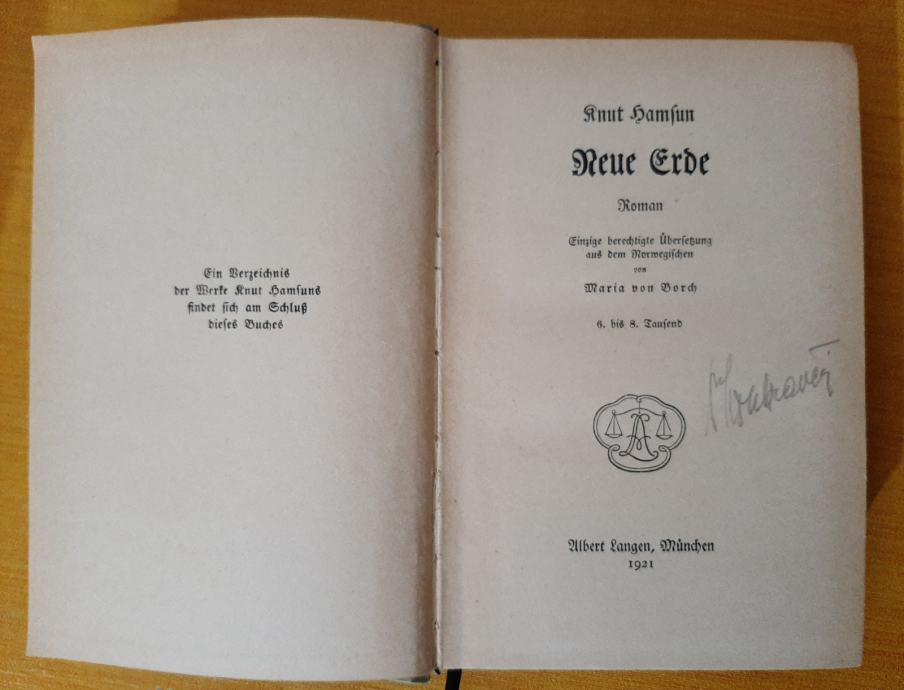 Ein Verzeichnis
der Werke Knut Hamsuns
findet sich am Schluß
dieses Buches
Knut Hamsun
Neue Erde
Roman
Einzige berechtigte Übersetzung
aus dem Norwegischen
von
Maria von Borch
6. bis 8. Tausend
Albert Langen, München
1921